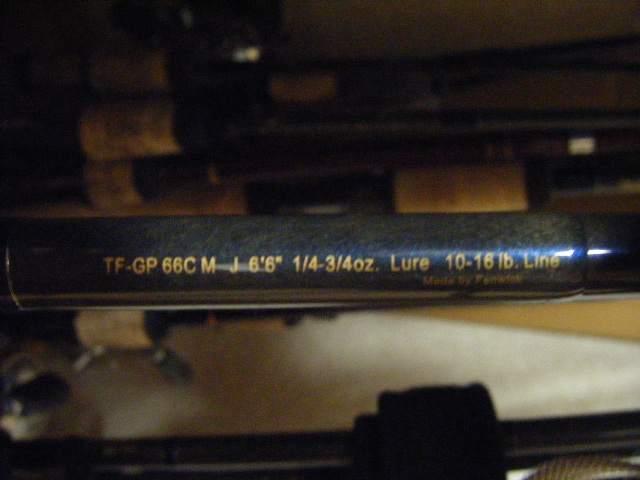 TF-GP 66C M J 6'6" 1/4-3/4oz. Lure 10-16 lb. Line
Made by Fenwick